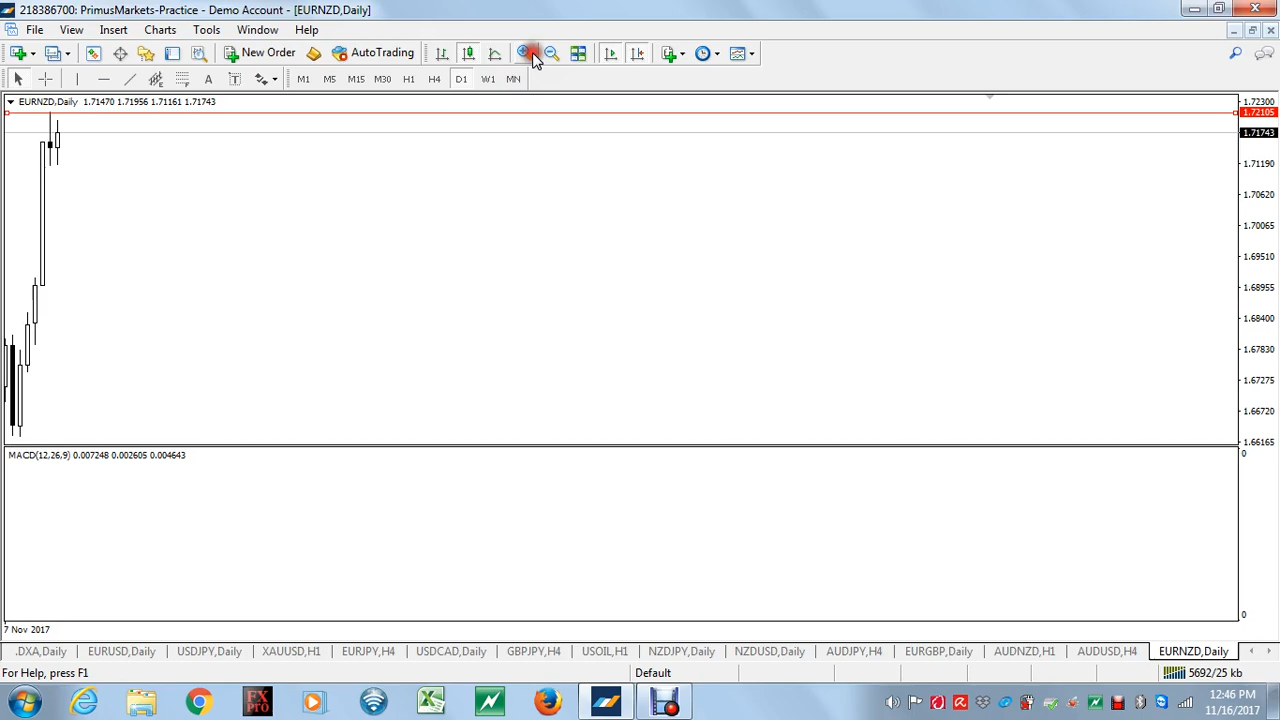 218386700: PrimusMarkets-Practice - Demo Account - [EURNZD,Daily]
File View Insert Charts Tools Window Help
New Order AutoTrading
A T M1 M5 M15 M30 H1 H4 D1 W1 MN
EURNZD,Daily 1.71470 1.71956 1.71161 1.71743
1.72300
1.72105
1.71743
1.71190
1.70620
1.70065
1.69510
1.68955
1.68400
1.67830
1.67275
1.66720
1.66165
MACD(12,26,9) 0.007248 0.002605 0.004643
0
0
7 Nov 2017
.DXA,Daily EURUSD,Daily USDJPY,Daily XAUUSD,H1 EURJPY,H4 USDCAD,Daily GBPJPY,H4 USOIL,H1 NZDJPY,Daily NZDUSD,Daily AUDJPY,H4 EURGBP,Daily AUDNZD,H1 AUDUSD,H4 EURNZD,Daily
For Help, press F1 Default 5692/25 kb
FX Pro
12:46 PM
11/16/2017